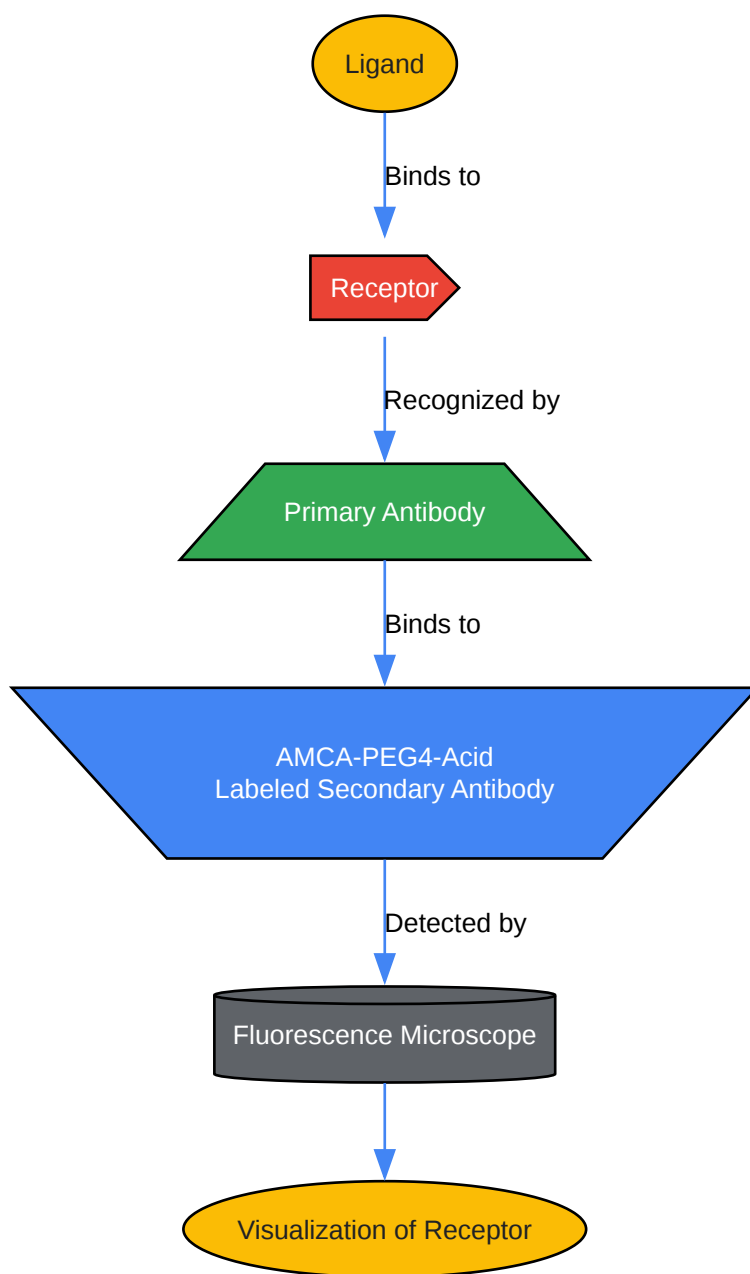 Ligand
Binds to
Receptor
Recognized by
Primary Antibody
Binds to
AMCA-PEG4-Acid
Labeled Secondary Antibody
Detected by
Fluorescence Microscope
Visualization of Receptor